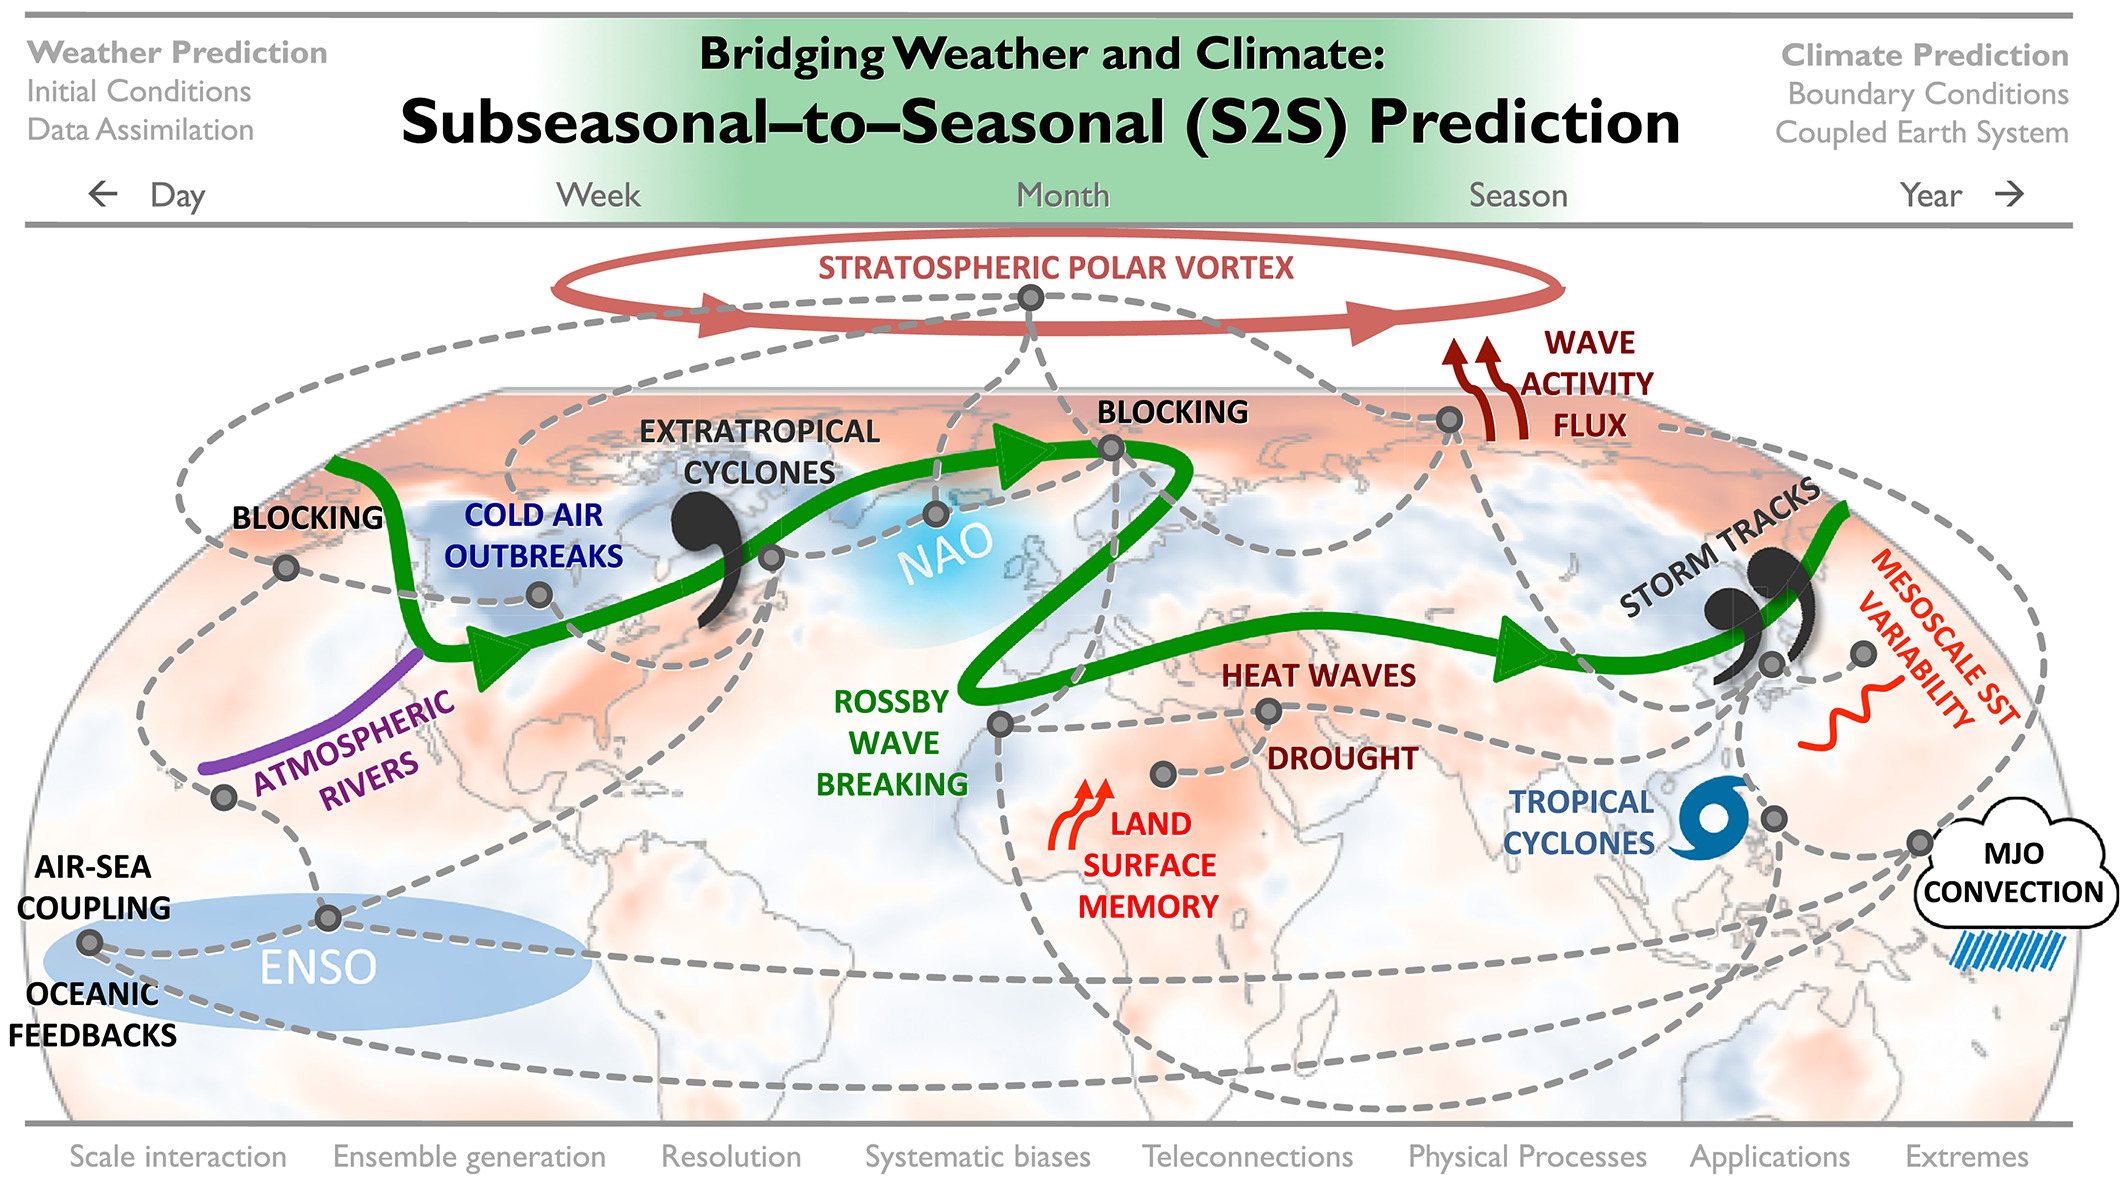 Weather Prediction
Initial Conditions
Data Assimilation
Bridging Weather and Climate:
Subseasonal–to–Seasonal (S2S) Prediction
Climate Prediction
Boundary Conditions
Coupled Earth System
← Day
Week
Month
Season
Year →
STRATOSPHERIC POLAR VORTEX
WAVE
ACTIVITY
FLUX
BLOCKING
EXTRATROPICAL
CYCLONES
BLOCKING
COLD AIR
OUTBREAKS
NAO
STORM TRACKS
MESOSCALE SST
VARIABILITY
ATMOSPHERIC
RIVERS
ROSSBY
WAVE
BREAKING
HEAT WAVES
DROUGHT
LAND
SURFACE
MEMORY
TROPICAL
CYCLONES
MJO
CONVECTION
AIR-SEA
COUPLING
ENSO
OCEANIC
FEEDBACKS
Scale interaction
Ensemble generation
Resolution
Systematic biases
Teleconnections
Physical Processes
Applications
Extremes